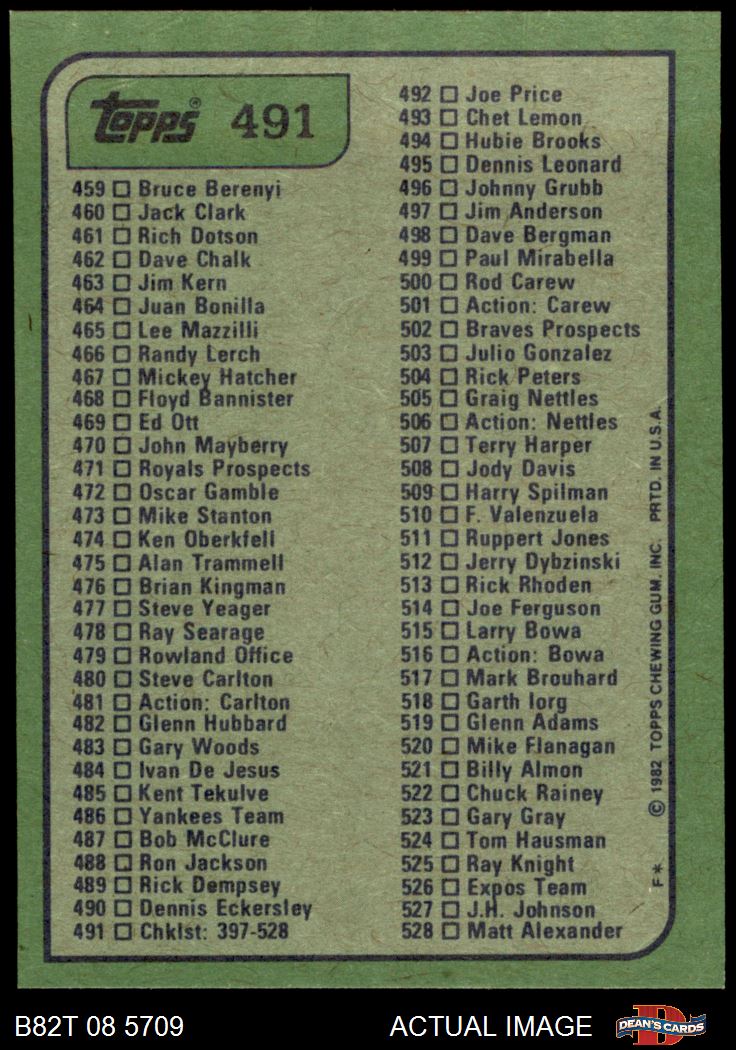 Topps® 491
459 □ Bruce Berenyi
460 □ Jack Clark
461 □ Rich Dotson
462 □ Dave Chalk
463 □ Jim Kern
464 □ Juan Bonilla
465 □ Lee Mazzilli
466 □ Randy Lerch
467 □ Mickey Hatcher
468 □ Floyd Bannister
469 □ Ed Ott
470 □ John Mayberry
471 □ Royals Prospects
472 □ Oscar Gamble
473 □ Mike Stanton
474 □ Ken Oberkfell
475 □ Alan Trammell
476 □ Brian Kingman
477 □ Steve Yeager
478 □ Ray Searage
479 □ Rowland Office
480 □ Steve Carlton
481 □ Action: Carlton
482 □ Glenn Hubbard
483 □ Gary Woods
484 □ Ivan De Jesus
485 □ Kent Tekulve
486 □ Yankees Team
487 □ Bob McClure
488 □ Ron Jackson
489 □ Rick Dempsey
490 □ Dennis Eckersley
491 □ Chklst: 397-528
492 □ Joe Price
493 □ Chet Lemon
494 □ Hubie Brooks
495 □ Dennis Leonard
496 □ Johnny Grubb
497 □ Jim Anderson
498 □ Dave Bergman
499 □ Paul Mirabella
500 □ Rod Carew
501 □ Action: Carew
502 □ Braves Prospects
503 □ Julio Gonzalez
504 □ Rick Peters
505 □ Graig Nettles
506 □ Action: Nettles
507 □ Terry Harper
508 □ Jody Davis
509 □ Harry Spilman
510 □ F. Valenzuela
511 □ Ruppert Jones
512 □ Jerry Dybzinski
513 □ Rick Rhoden
514 □ Joe Ferguson
515 □ Larry Bowa
516 □ Action: Bowa
517 □ Mark Brouhard
518 □ Garth Iorg
519 □ Glenn Adams
520 □ Mike Flanagan
521 □ Billy Almon
522 □ Chuck Rainey
523 □ Gary Gray
524 □ Tom Hausman
525 □ Ray Knight
526 □ Expos Team
527 □ J.H. Johnson
528 □ Matt Alexander
F* © 1982 TOPPS CHEWING GUM, INC. PRTD. IN U.S.A.
B82T 08 5709 ACTUAL IMAGE
D
DEAN'S CARDS